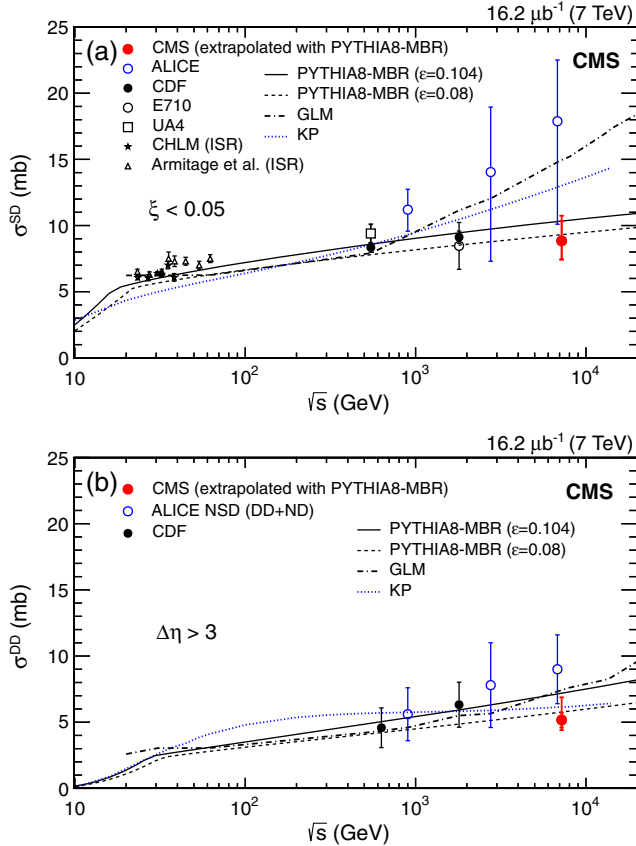 16.2 μb⁻¹ (7 TeV)
(a)
CMS
CMS (extrapolated with PYTHIA8-MBR)
ALICE
CDF
E710
UA4
CHLM (ISR)
Armitage et al. (ISR)
PYTHIA8-MBR (ε=0.104)
PYTHIA8-MBR (ε=0.08)
GLM
KP
ξ < 0.05
σ^SD (mb)
25
20
15
10
5
0
10
10²
10³
10⁴
√s (GeV)
16.2 μb⁻¹ (7 TeV)
(b)
CMS
CMS (extrapolated with PYTHIA8-MBR)
ALICE NSD (DD+ND)
CDF
PYTHIA8-MBR (ε=0.104)
PYTHIA8-MBR (ε=0.08)
GLM
KP
Δη > 3
σ^DD (mb)
25
20
15
10
5
0
10
10²
10³
10⁴
√s (GeV)